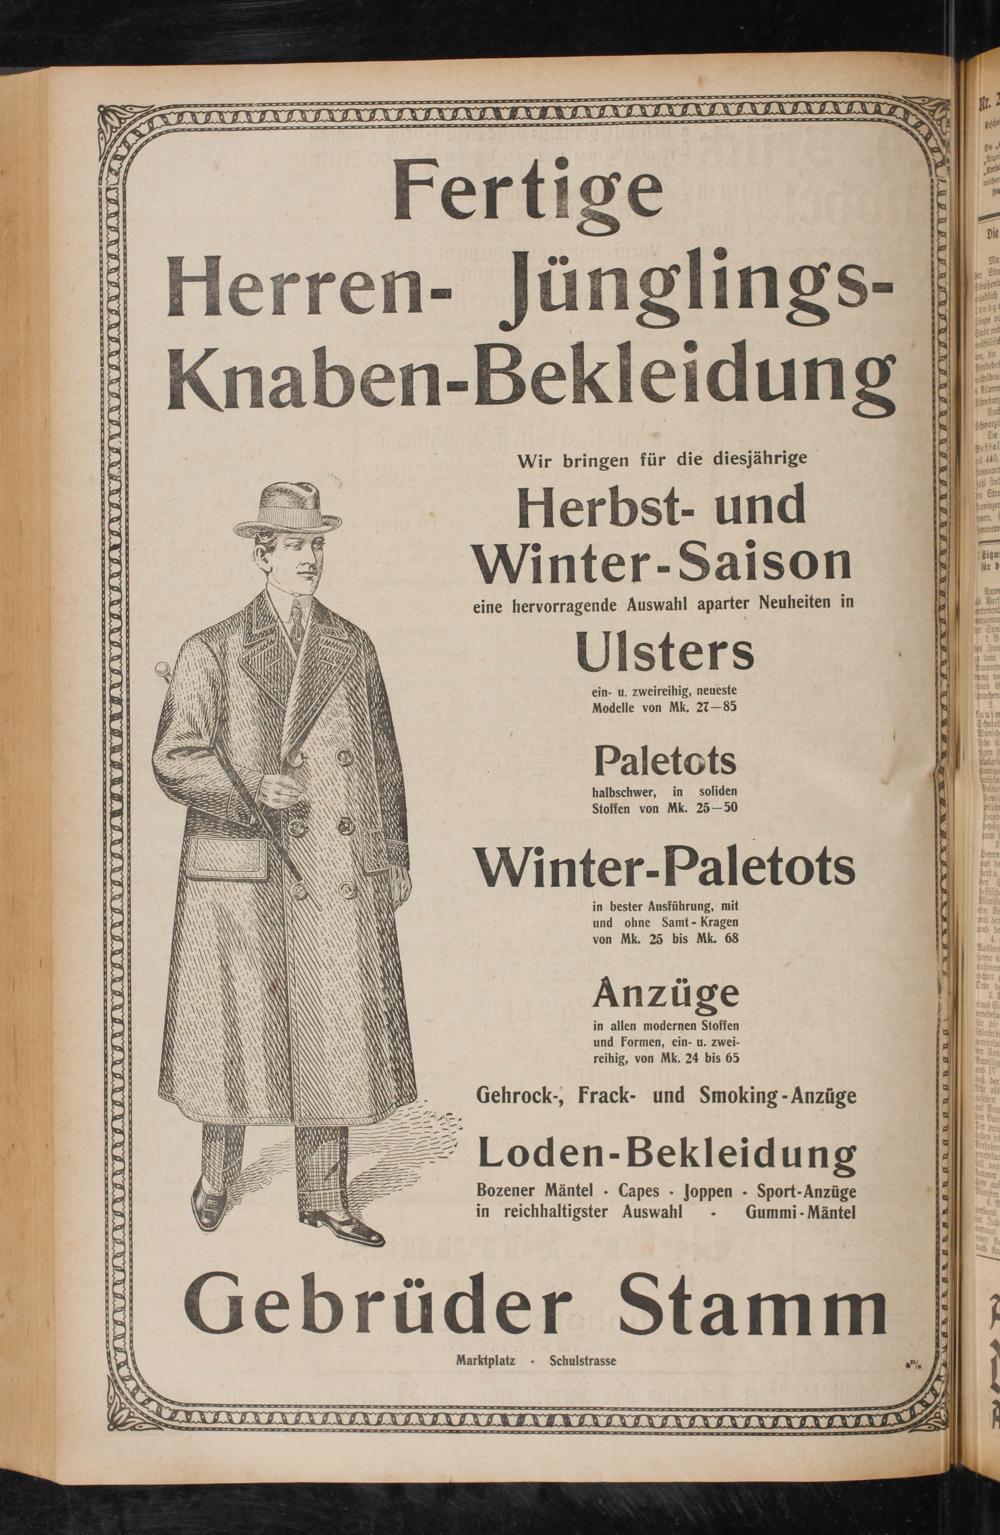 Fertige
Herren- Jünglings-
Knaben-Bekleidung
Wir bringen für die diesjährige
Herbst- und
Winter-Saison
eine hervorragende Auswahl aparter Neuheiten in
Ulsters
ein- u. zweireihig, neueste
Modelle von Mk. 27—85
Paletots
halbschwer, in soliden
Stoffen von Mk. 25—50
Winter-Paletots
in bester Ausführung, mit
und ohne Samt-Kragen
von Mk. 25 bis Mk. 68
Anzüge
in allen modernen Stoffen
und Formen, ein- u. zwei-
reihig, von Mk. 24 bis 65
Gehrock-, Frack- und Smoking-Anzüge
Loden-Bekleidung
Bozener Mäntel · Capes · Joppen · Sport-Anzüge
in reichhaltigster Auswahl · Gummi-Mäntel
Gebrüder Stamm
Marktplatz · Schulstrasse